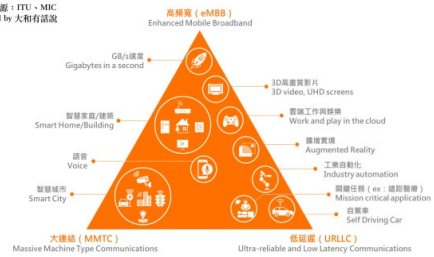 源：ITU、MIC
by 大和有話說
高頻寬（eMBB）
Enhanced Mobile Broadband
GB/s速度
Gigabytes in a second
3D高畫質影片
3D video, UHD screens
智慧家庭/建築
Smart Home/Building
雲端工作與娛樂
Work and play in the cloud
擴增實境
Augmented Reality
語音
Voice
工業自動化
Industry automation
智慧城市
Smart City
關鍵任務（ex：遠距醫療）
Mission critical application
自駕車
Self Driving Car
大連結（MMTC）
Massive Machine Type Communications
低延遲（URLLC）
Ultra-reliable and Low Latency Communications